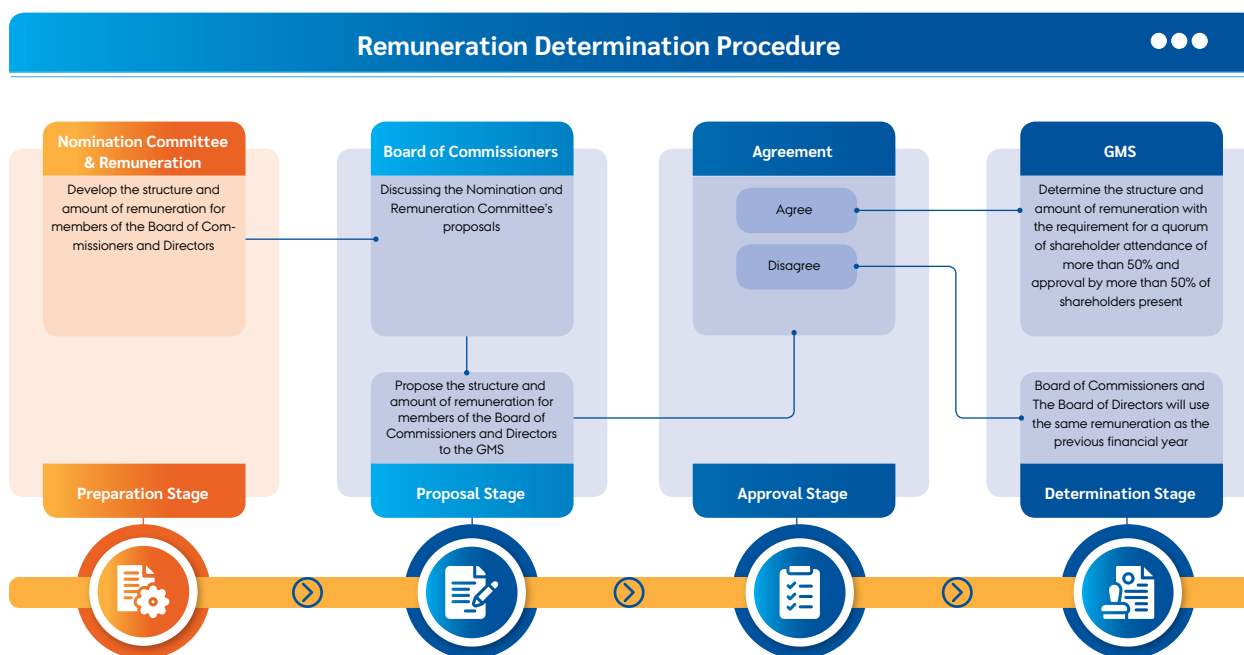 Remuneration Determination Procedure
Nomination Committee
& Remuneration
Develop the structure and
amount of remuneration for
members of the Board of Com-
missioners and Directors
Preparation Stage
Board of Commissioners
Discussing the Nomination and
Remuneration Committee's
proposals
Propose the structure and
amount of remuneration for
members of the Board of
Commissioners and Directors
to the GMS
Proposal Stage
Agreement
Agree
Disagree
Approval Stage
GMS
Determine the structure and
amount of remuneration with
the requirement for a quorum
of shareholder attendance of
more than 50% and
approval by more than 50% of
shareholders present
Board of Commissioners and
The Board of Directors will use
the same remuneration as the
previous financial year
Determination Stage